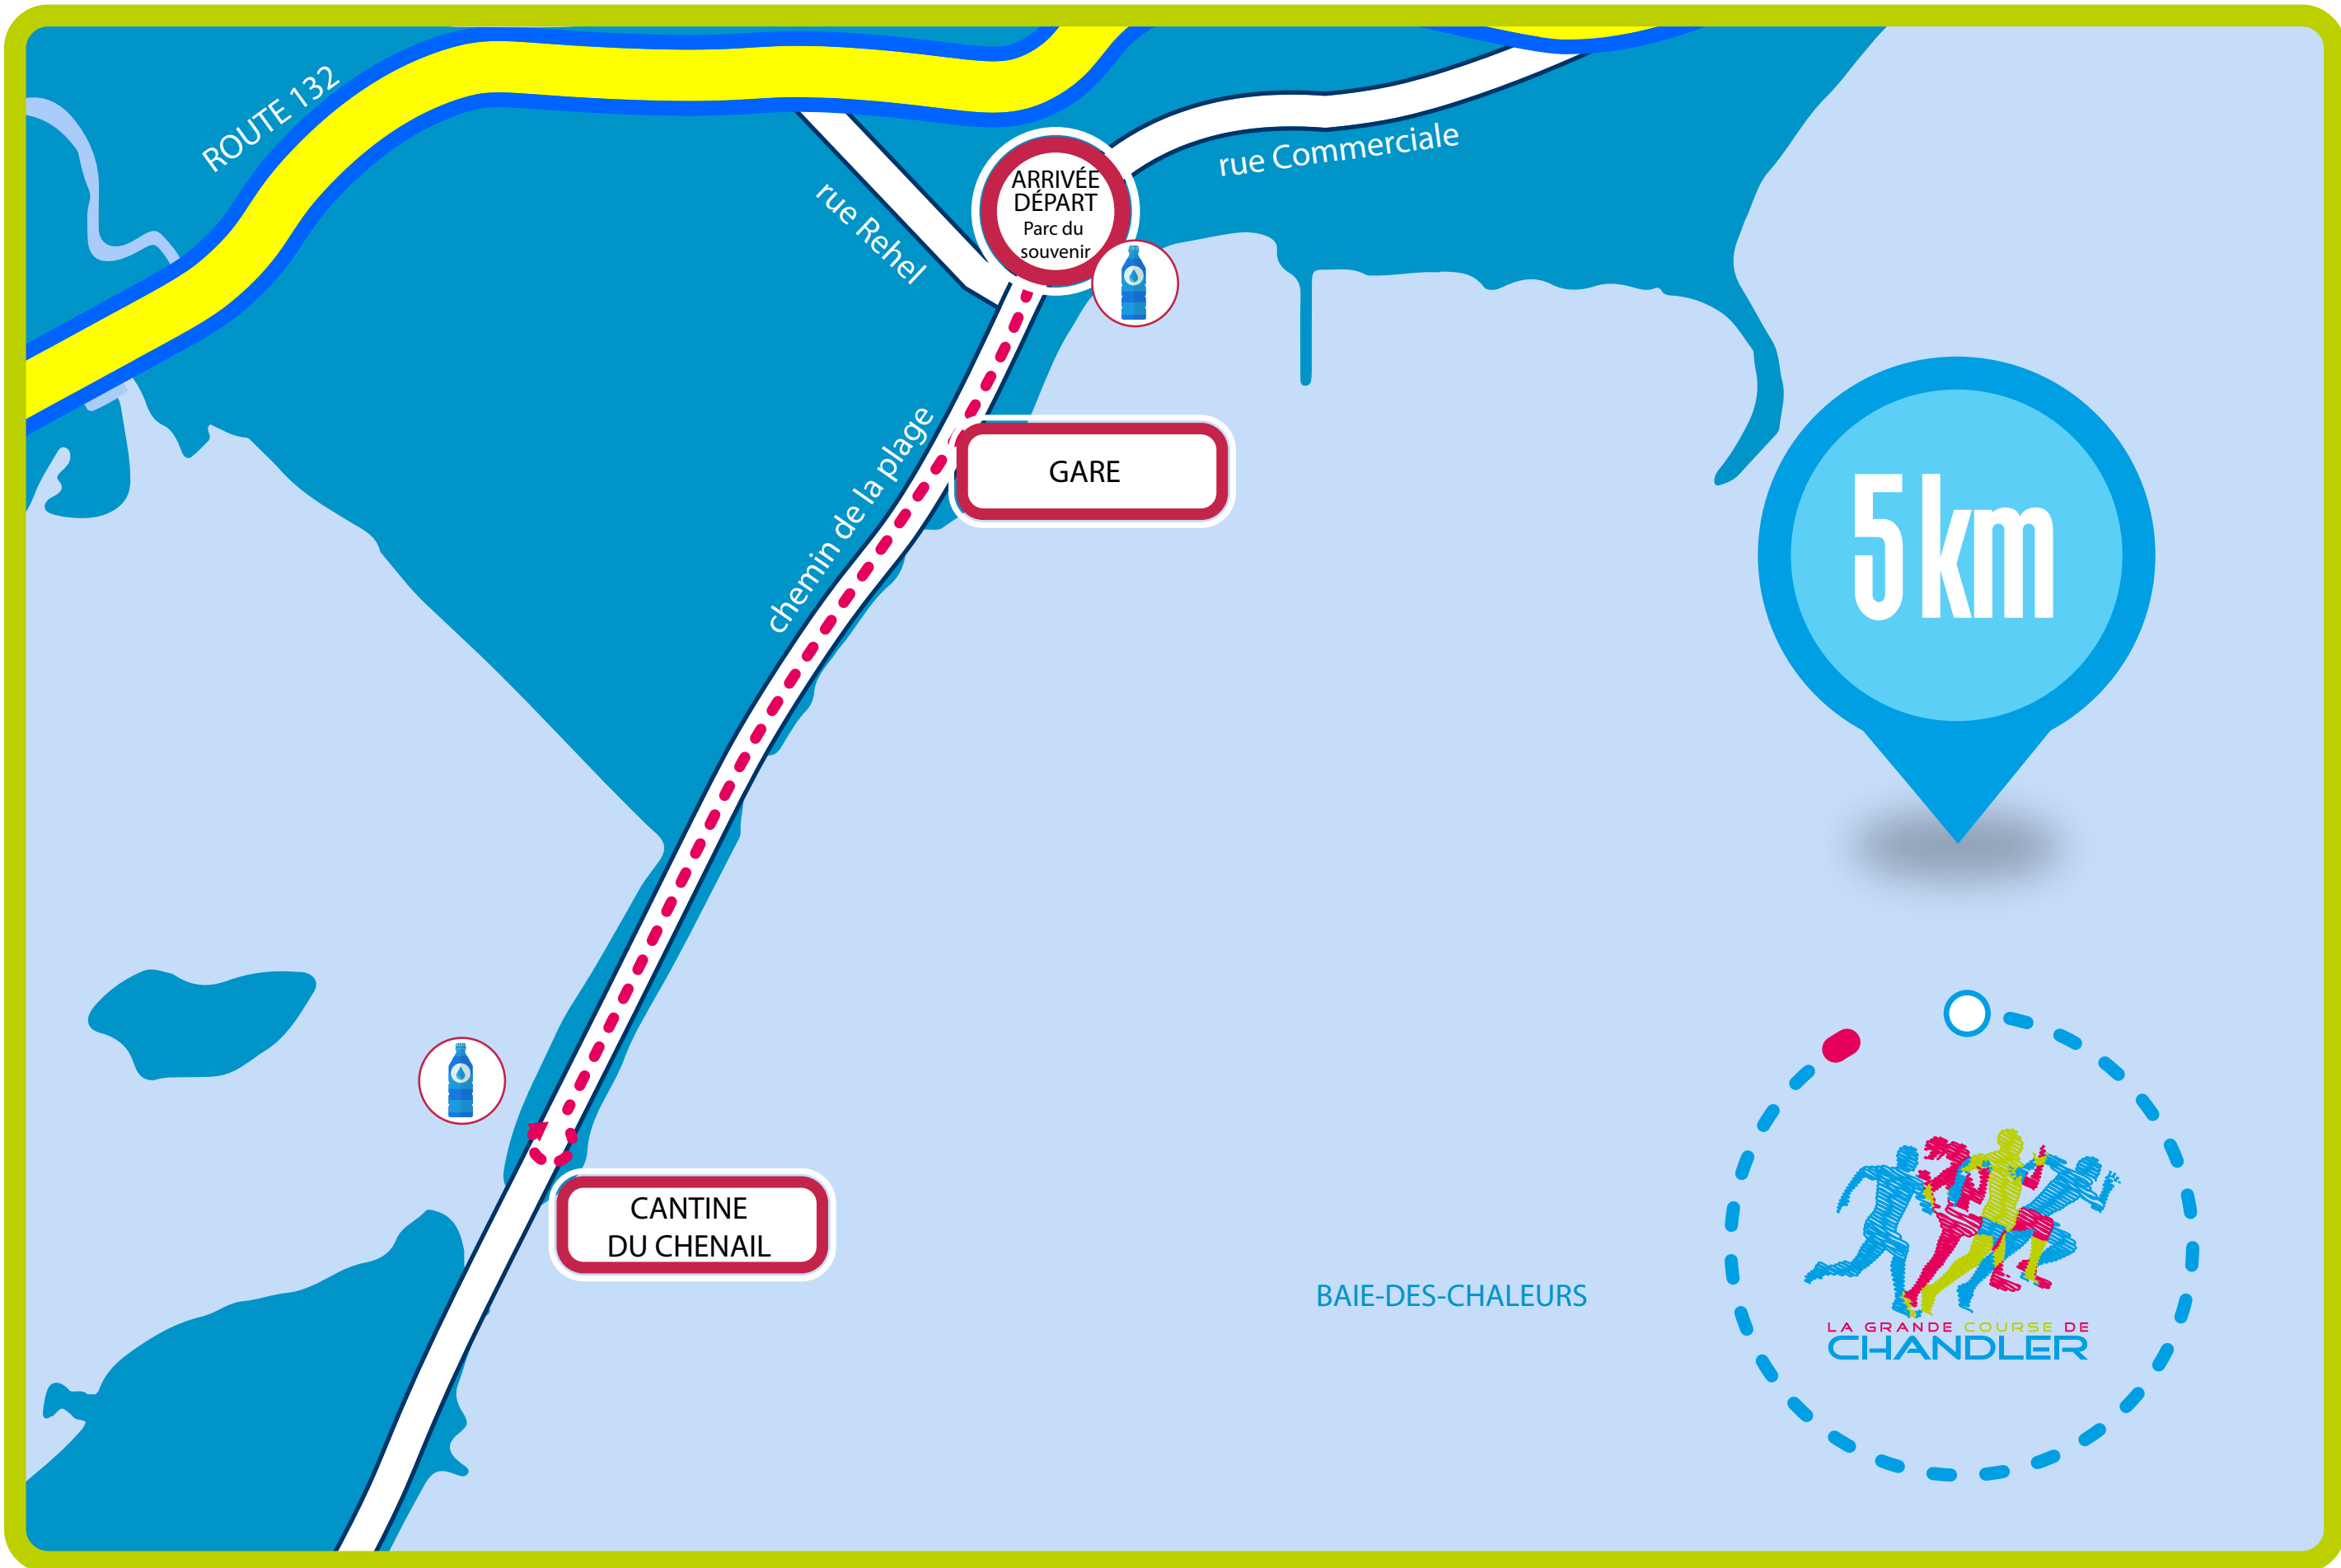 ROUTE 132
rue Rehel
ARRIVÉE
DÉPART
Parc du
souvenir
rue Commerciale
chemin de la plage
GARE
5km
CANTINE
DU CHENAIL
BAIE-DES-CHALEURS
LA GRANDE COURSE DE
CHANDLER